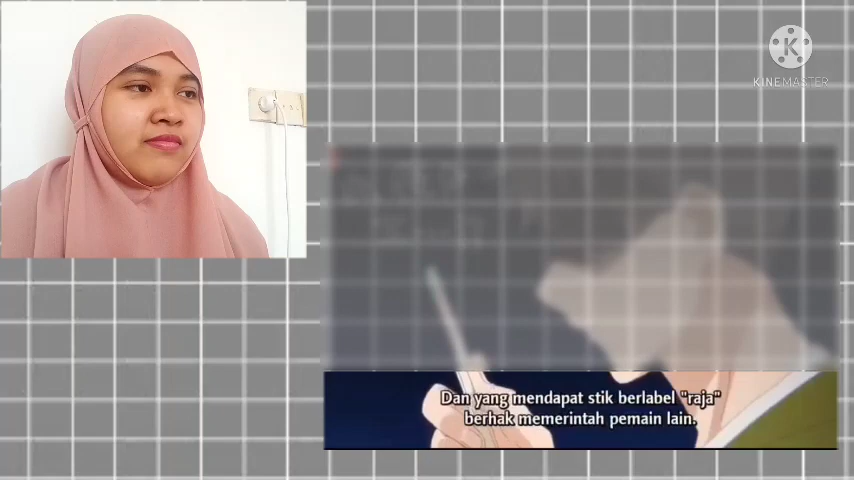 KINEMASTER
Dan yang mendapat stik berlabel "raja"
berhak memerintah pemain lain.